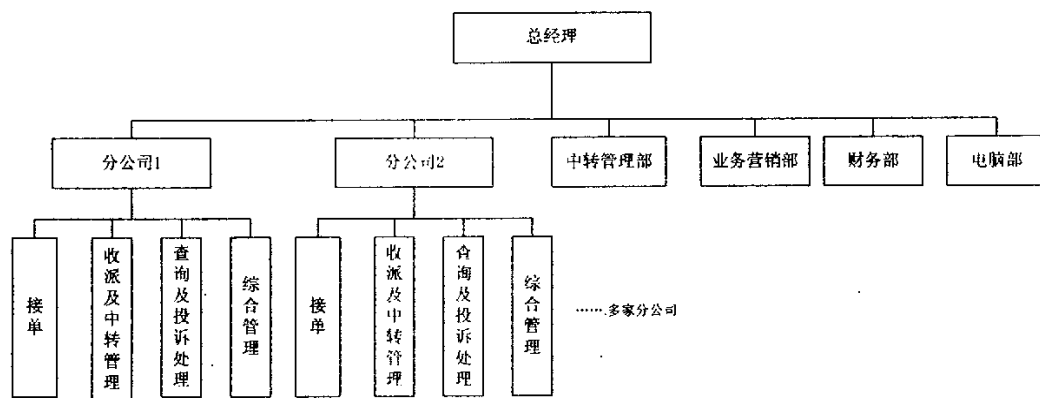 总经理
分公司1
分公司2
中转管理部
业务营销部
财务部
电脑部
接单
收派及中转管理
查询及投诉处理
综合管理
接单
收派及中转管理
查询及投诉处理
综合管理
……多家分公司